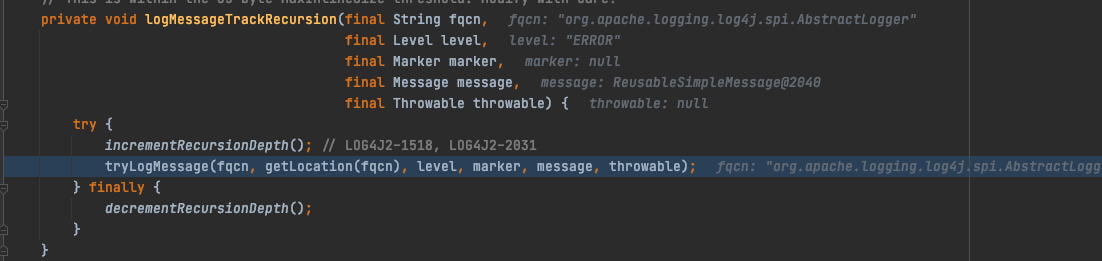 // This is within the 35 byte MaxInlineSize threshold. Modify with care.
private void logMessageTrackRecursion(final String fqcn,  fqcn: "org.apache.logging.log4j.spi.AbstractLogger"
final Level level,  level: "ERROR"
final Marker marker,  marker: null
final Message message,  message: ReusableSimpleMessage@2040
final Throwable throwable) {  throwable: null
try {
incrementRecursionDepth(); // LOG4J2-1518, LOG4J2-2031
tryLogMessage(fqcn, getLocation(fqcn), level, marker, message, throwable);  fqcn: "org.apache.logging.log4j.spi.AbstractLogg
} finally {
decrementRecursionDepth();
}
}